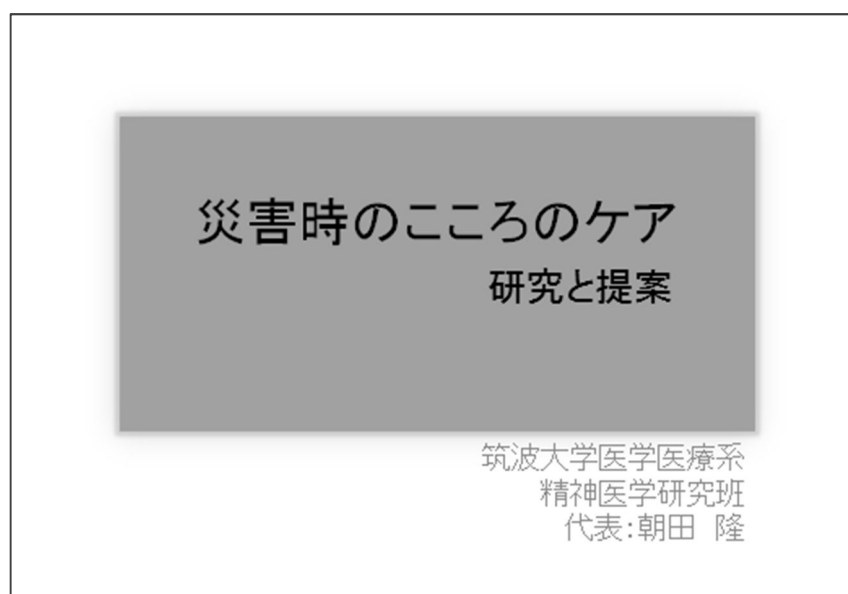 災害時のこころのケア
研究と提案
筑波大学医学医療系
精神医学研究班
代表:朝田 隆